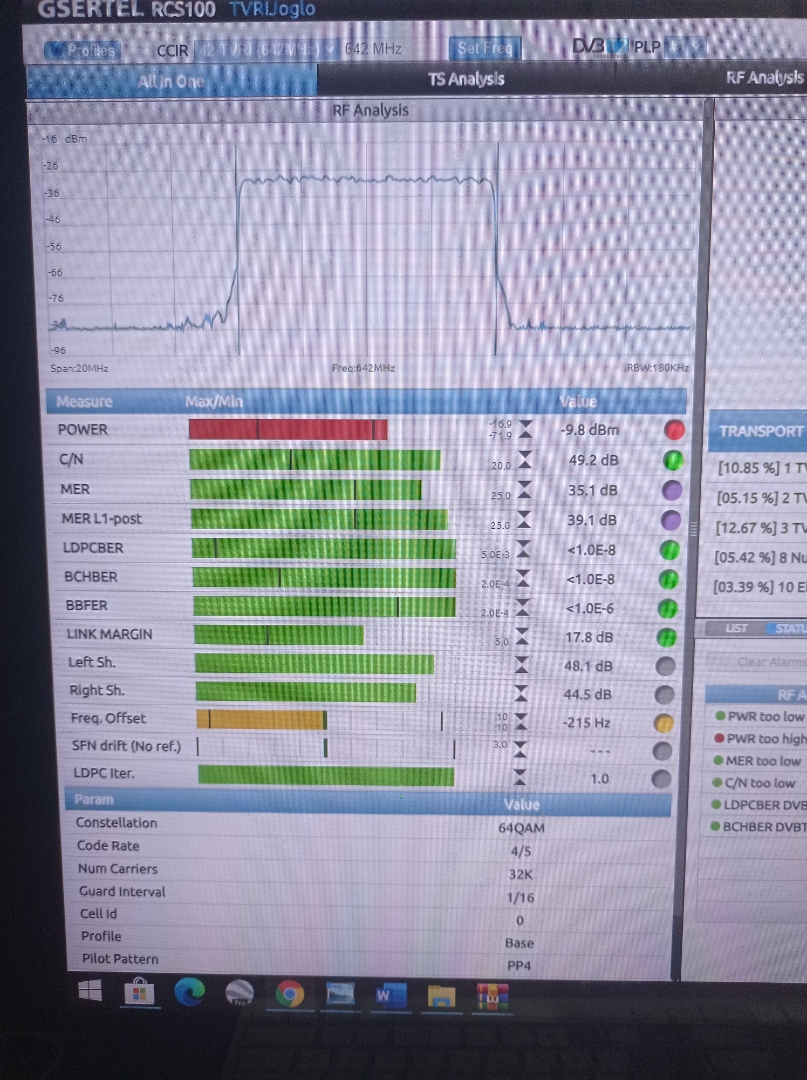 GSERTEL RCS100 TVRIJoglo
Profiles CCIR 642 MHz Set Freq DVB PLP
All in One TS Analysis RF Analysis
RF Analysis
-16 dBm
-26
-36
-46
-56
-66
-76
-86
-96
Span:20MHz Freq:642MHz RBW:180KHz
Measure Max/Min Value
POWER -16.9 -71.9 -9.8 dBm
C/N 20.0 49.2 dB
MER 25.0 35.1 dB
MER L1-post 25.0 39.1 dB
LDPCBER 5.0E-3 <1.0E-8
BCHBER 2.0E-4 <1.0E-8
BBFER 2.0E-4 <1.0E-6
LINK MARGIN 5.0 17.8 dB
Left Sh. 48.1 dB
Right Sh. 44.5 dB
Freq. Offset 10 -10 -215 Hz
SFN drift (No ref.) 3.0 ---
LDPC Iter. 1.0
Param Value
Constellation 64QAM
Code Rate 4/5
Num Carriers 32K
Guard Interval 1/16
Cell Id 0
Profile Base
Pilot Pattern PP4
TRANSPORT
[10.85 %] 1 TV
[05.15 %] 2 TV
[12.67 %] 3 TV
[05.42 %] 8 Nu
[03.39 %] 10 E
LIST STATU
Clear Alarms
RF A
PWR too low
PWR too high
MER too low
C/N too low
LDPCBER DVB
BCHBER DVBT